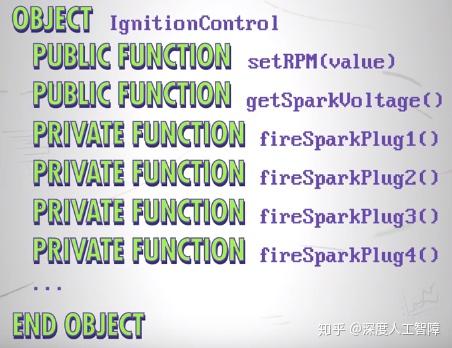 OBJECT IgnitionControl
PUBLIC FUNCTION setRPM(value)
PUBLIC FUNCTION getSparkVoltage()
PRIVATE FUNCTION fireSparkPlug1()
PRIVATE FUNCTION fireSparkPlug2()
PRIVATE FUNCTION fireSparkPlug3()
PRIVATE FUNCTION fireSparkPlug4()
...
END OBJECT
知乎 @深度人工智障